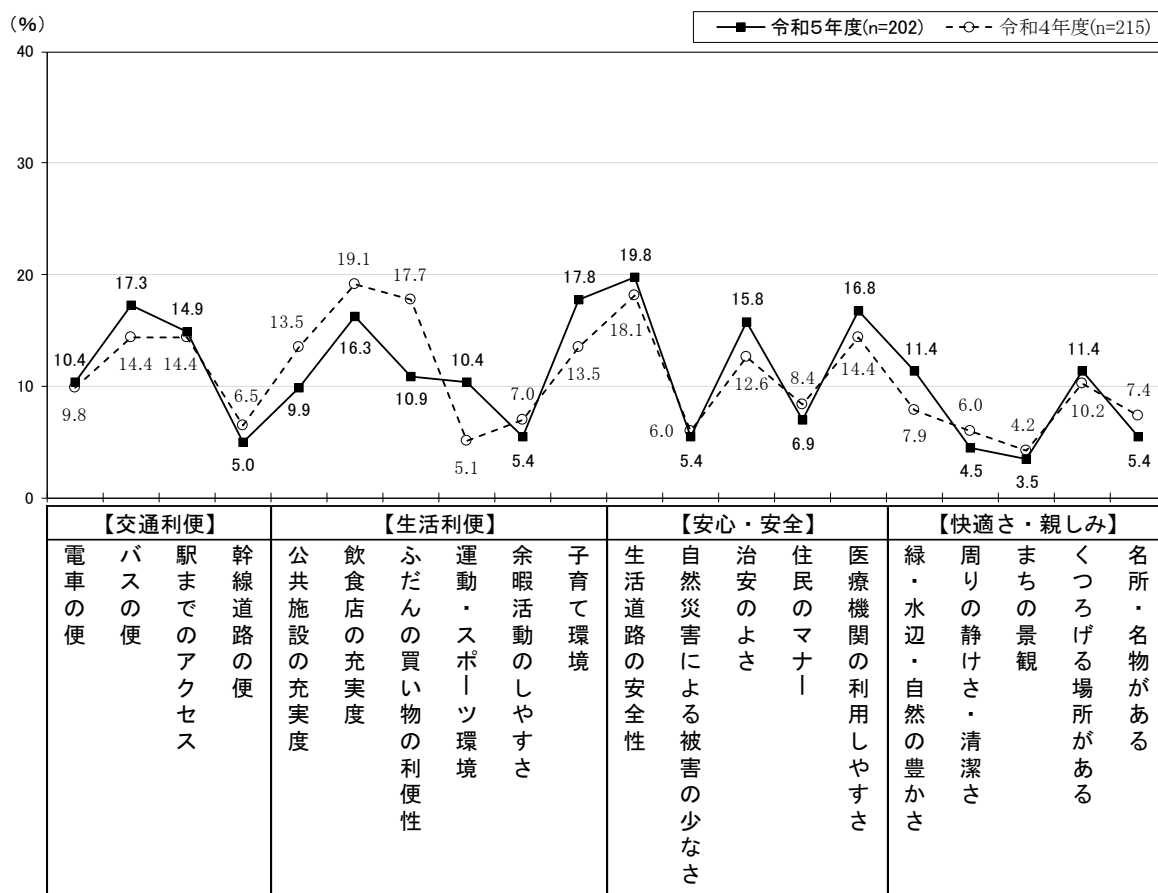 (%)
令和5年度(n=202)
令和4年度(n=215)
40
30
20
10
0
10.4
17.3
14.9
5.0
9.9
16.3
10.9
10.4
5.4
17.8
19.8
5.4
15.8
6.9
16.8
11.4
4.5
3.5
11.4
5.4
9.8
14.4
14.4
6.5
13.5
19.1
17.7
5.1
7.0
13.5
18.1
6.0
12.6
8.4
14.4
7.9
6.0
4.2
10.2
7.4
【交通利便】
【生活利便】
【安心・安全】
【快適さ・親しみ】
電車の便
バスの便
駅までのアクセス
幹線道路の便
公共施設の充実度
飲食店の充実度
ふだんの買い物の利便性
運動・スポーツ環境
余暇活動のしやすさ
子育て環境
生活道路の安全性
自然災害による被害の少なさ
治安のよさ
住民のマナー
医療機関の利用しやすさ
緑・水辺・自然の豊かさ
周りの静けさ・清潔さ
まちの景観
くつろげる場所がある
名所・名物がある